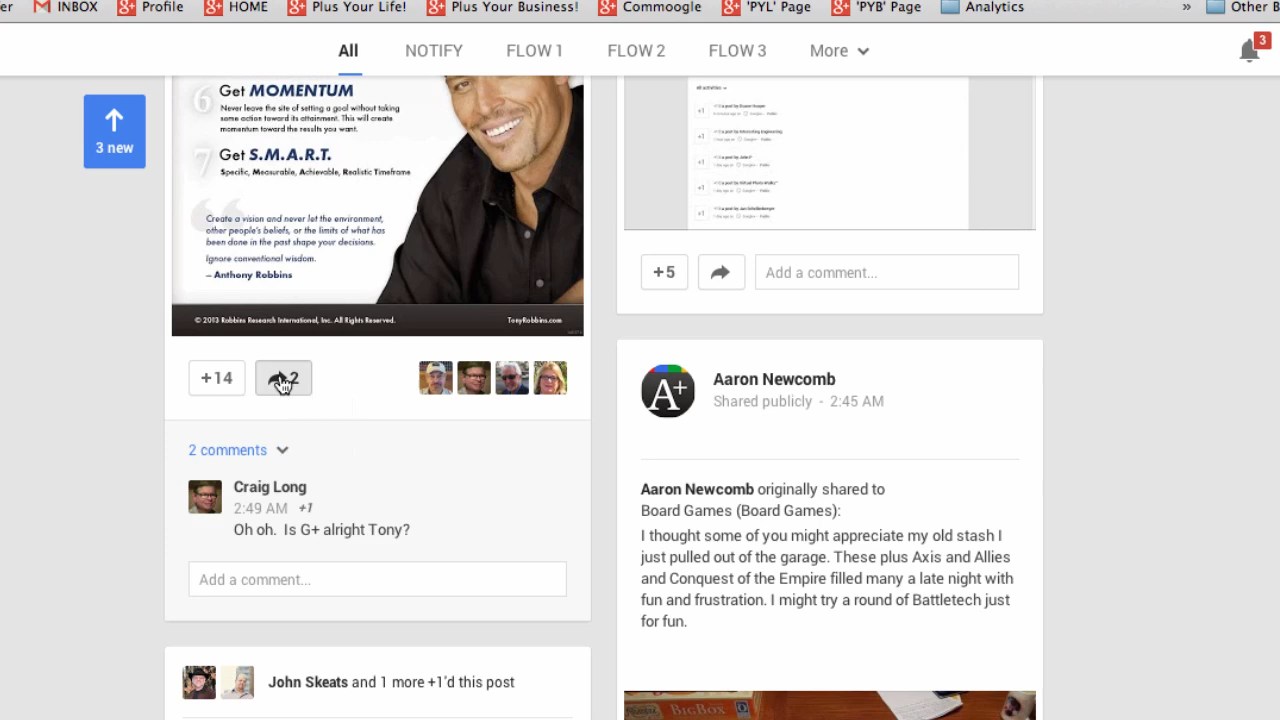 er INBOX HOME Plus Your Life! Plus Your Business! Commoogle 'PYL' Page 'PYB' Page Analytics » Other B
All NOTIFY FLOW 1 FLOW 2 FLOW 3 More 3
3 new
6 Get MOMENTUM
Never leave the site of setting a goal without taking
some action toward its attainment. This will create
momentum toward the results you want.
7 Get S.M.A.R.T.
Specific, Measurable, Achievable, Realistic Timeframe
Create a vision and never let the environment,
other people's beliefs, or the limits of what has
been done in the past shape your decisions.
Ignore conventional wisdom.
– Anthony Robbins
© 2013 Robbins Research International, Inc. All Rights Reserved. TonyRobbins.com
+14 2
2 comments
Craig Long
2:49 AM +1
Oh oh. Is G+ alright Tony?
Add a comment...
John Skeats and 1 more +1'd this post
All activities
+1
+1
+1
+1
+1
+5 Add a comment...
A+
Aaron Newcomb
Shared publicly - 2:45 AM
Aaron Newcomb originally shared to
Board Games (Board Games):
I thought some of you might appreciate my old stash I
just pulled out of the garage. These plus Axis and Allies
and Conquest of the Empire filled many a late night with
fun and frustration. I might try a round of Battletech just
for fun.
BIGBOX